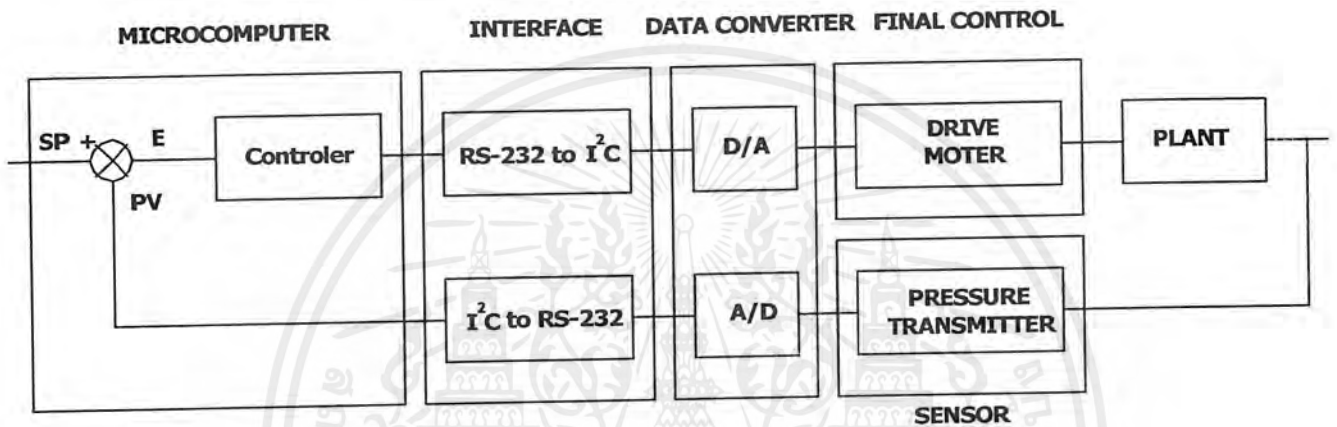 MICROCOMPUTER
INTERFACE
DATA CONVERTER
FINAL CONTROL
SP +
E
PV
Controler
RS-232 to I²C
D/A
DRIVE
MOTER
PLANT
I²C to RS-232
A/D
PRESSURE
TRANSMITTER
SENSOR